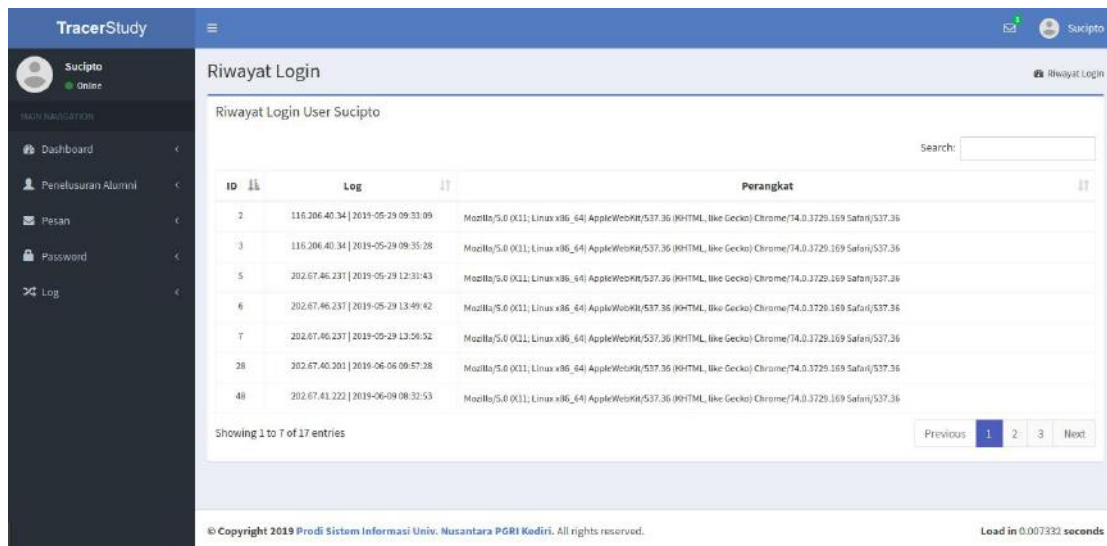 TracerStudy
1
Sucipto
Sucipto
Online
MAIN NAVIGATION
Dashboard
Penelusuran Alumni
Pesan
Password
Log
Riwayat Login
Riwayat Login
Riwayat Login User Sucipto
Search:
ID Log Perangkat
2 116.206.40.34 | 2019-05-29 09:33:09 Mozilla/5.0 (X11; Linux x86_64) AppleWebKit/537.36 (KHTML, like Gecko) Chrome/74.0.3729.169 Safari/537.36
3 116.206.40.34 | 2019-05-29 09:35:28 Mozilla/5.0 (X11; Linux x86_64) AppleWebKit/537.36 (KHTML, like Gecko) Chrome/74.0.3729.169 Safari/537.36
5 202.67.46.237 | 2019-05-29 12:31:43 Mozilla/5.0 (X11; Linux x86_64) AppleWebKit/537.36 (KHTML, like Gecko) Chrome/74.0.3729.169 Safari/537.36
6 202.67.46.237 | 2019-05-29 13:49:42 Mozilla/5.0 (X11; Linux x86_64) AppleWebKit/537.36 (KHTML, like Gecko) Chrome/74.0.3729.169 Safari/537.36
7 202.67.46.237 | 2019-05-29 13:56:52 Mozilla/5.0 (X11; Linux x86_64) AppleWebKit/537.36 (KHTML, like Gecko) Chrome/74.0.3729.169 Safari/537.36
28 202.67.40.201 | 2019-06-06 09:57:28 Mozilla/5.0 (X11; Linux x86_64) AppleWebKit/537.36 (KHTML, like Gecko) Chrome/74.0.3729.169 Safari/537.36
48 202.67.41.222 | 2019-06-09 08:32:53 Mozilla/5.0 (X11; Linux x86_64) AppleWebKit/537.36 (KHTML, like Gecko) Chrome/74.0.3729.169 Safari/537.36
Showing 1 to 7 of 17 entries
Previous 1 2 3 Next
© Copyright 2019 Prodi Sistem Informasi Univ. Nusantara PGRI Kediri. All rights reserved.
Load in 0.007332 seconds